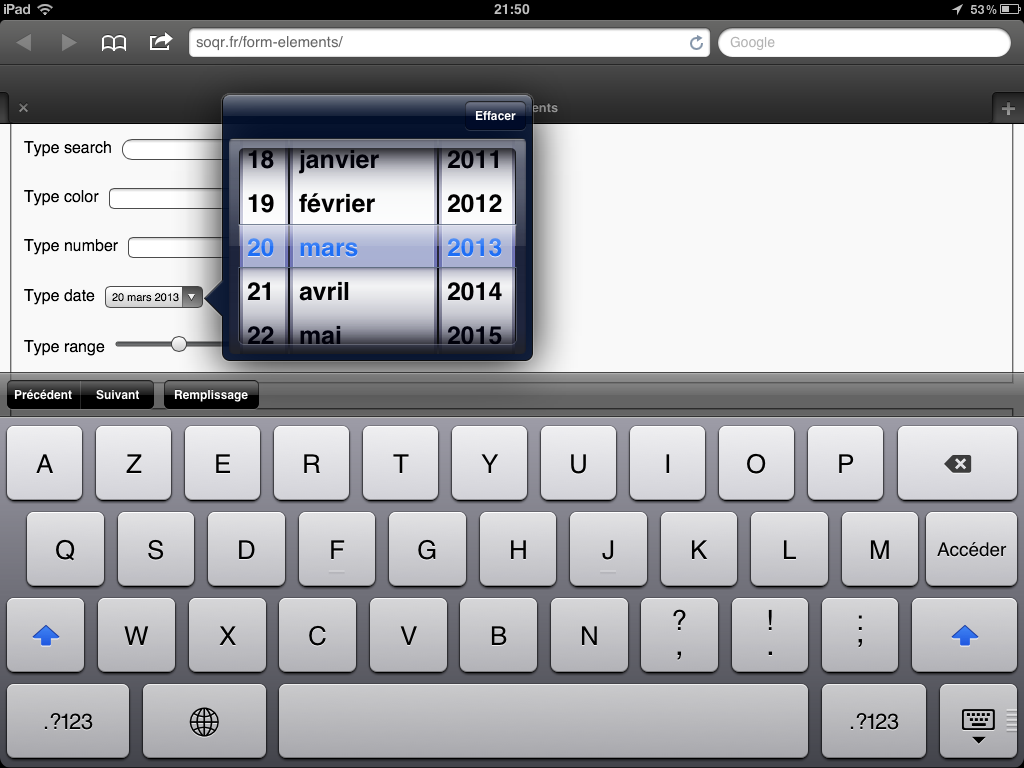 iPad 21:50 53%
soqr.fr/form-elements/ Google
Effacer ents
Type search
Type color
Type number
Type date 20 mars 2013
Type range
18 janvier 2011
19 février 2012
20 mars 2013
21 avril 2014
22 mai 2015
Précédent Suivant Remplissage
A Z E R T Y U I O P
Q S D F G H J K L M Accéder
W X C V B N ? , ! . : ;
.?123 .?123